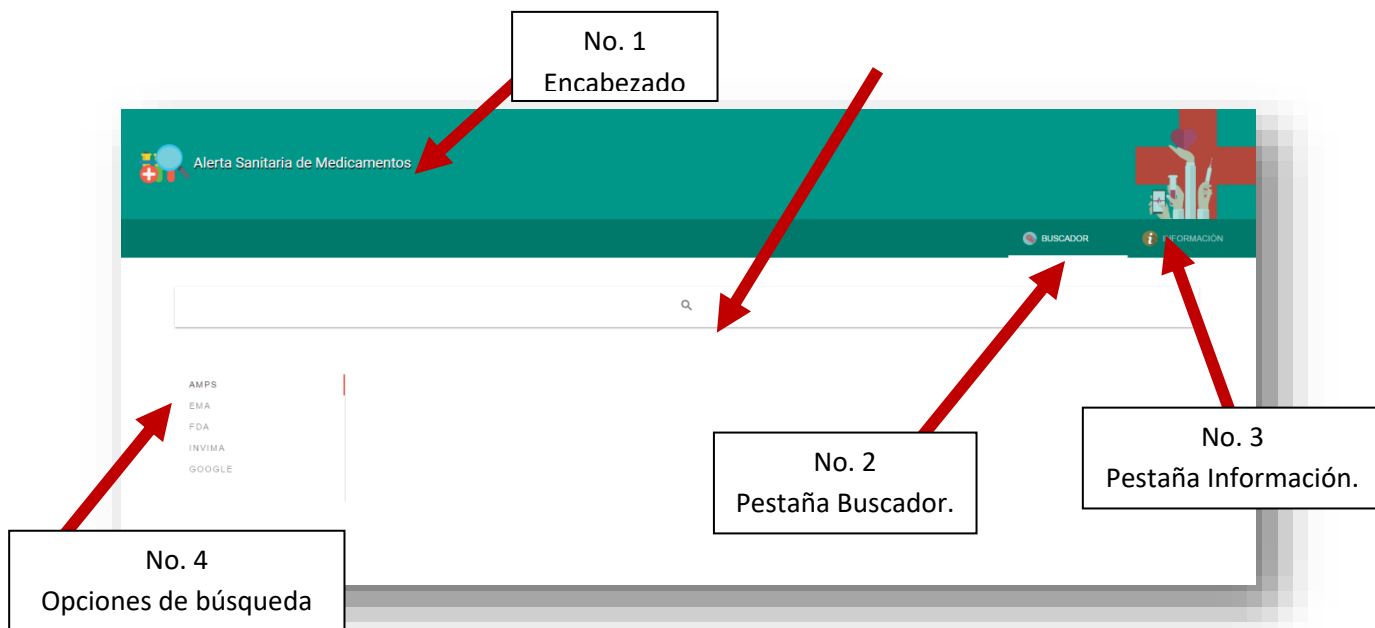 No. 1
Encabezado
Alerta Sanitaria de Medicamentos
BUSCADOR
INFORMACIÓN
AMPS
EMA
FDA
INVIMA
GOOGLE
No. 2
Pestaña Buscador.
No. 3
Pestaña Información.
No. 4
Opciones de búsqueda